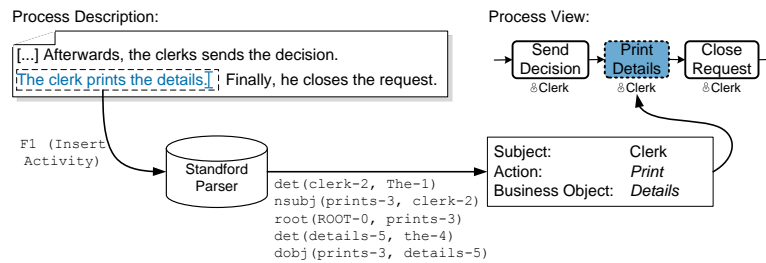 Process Description:
[...] Afterwards, the clerks sends the decision.
The clerk prints the details. Finally, he closes the request.
F1 (Insert
Activity)
Standford
Parser
det(clerk-2, The-1)
nsubj(prints-3, clerk-2)
root(ROOT-0, prints-3)
det(details-5, the-4)
dobj(prints-3, details-5)
Process View:
Send
Decision
Clerk
Print
Details
Clerk
Close
Request
Clerk
Subject: Clerk
Action: Print
Business Object: Details